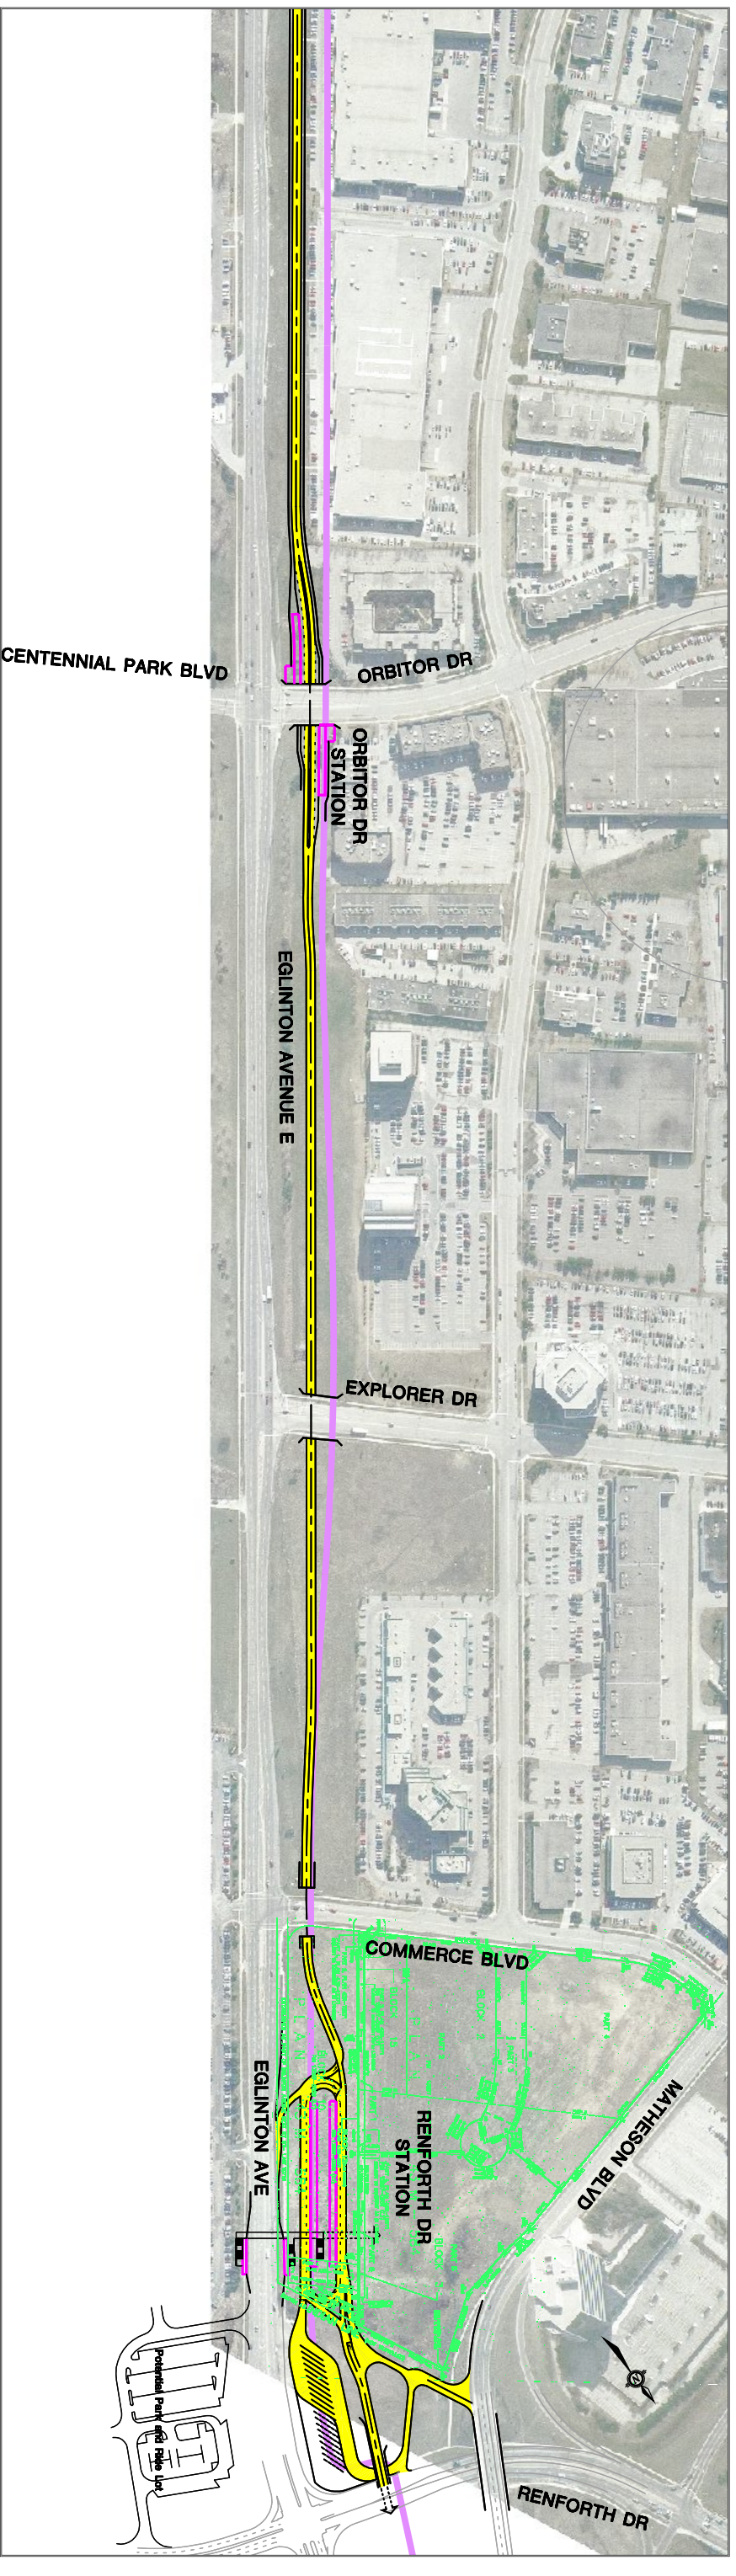 CENTENNIAL PARK BLVD
ORBITOR DR
ORBITOR DR
STATION
EGLINTON AVENUE E
EXPLORER DR
COMMERCE BLVD
MATHESON BLVD
EGLINTON AVE
RENFORTH DR
STATION
Potential Park and Ride Lot
N
RENFORTH DR